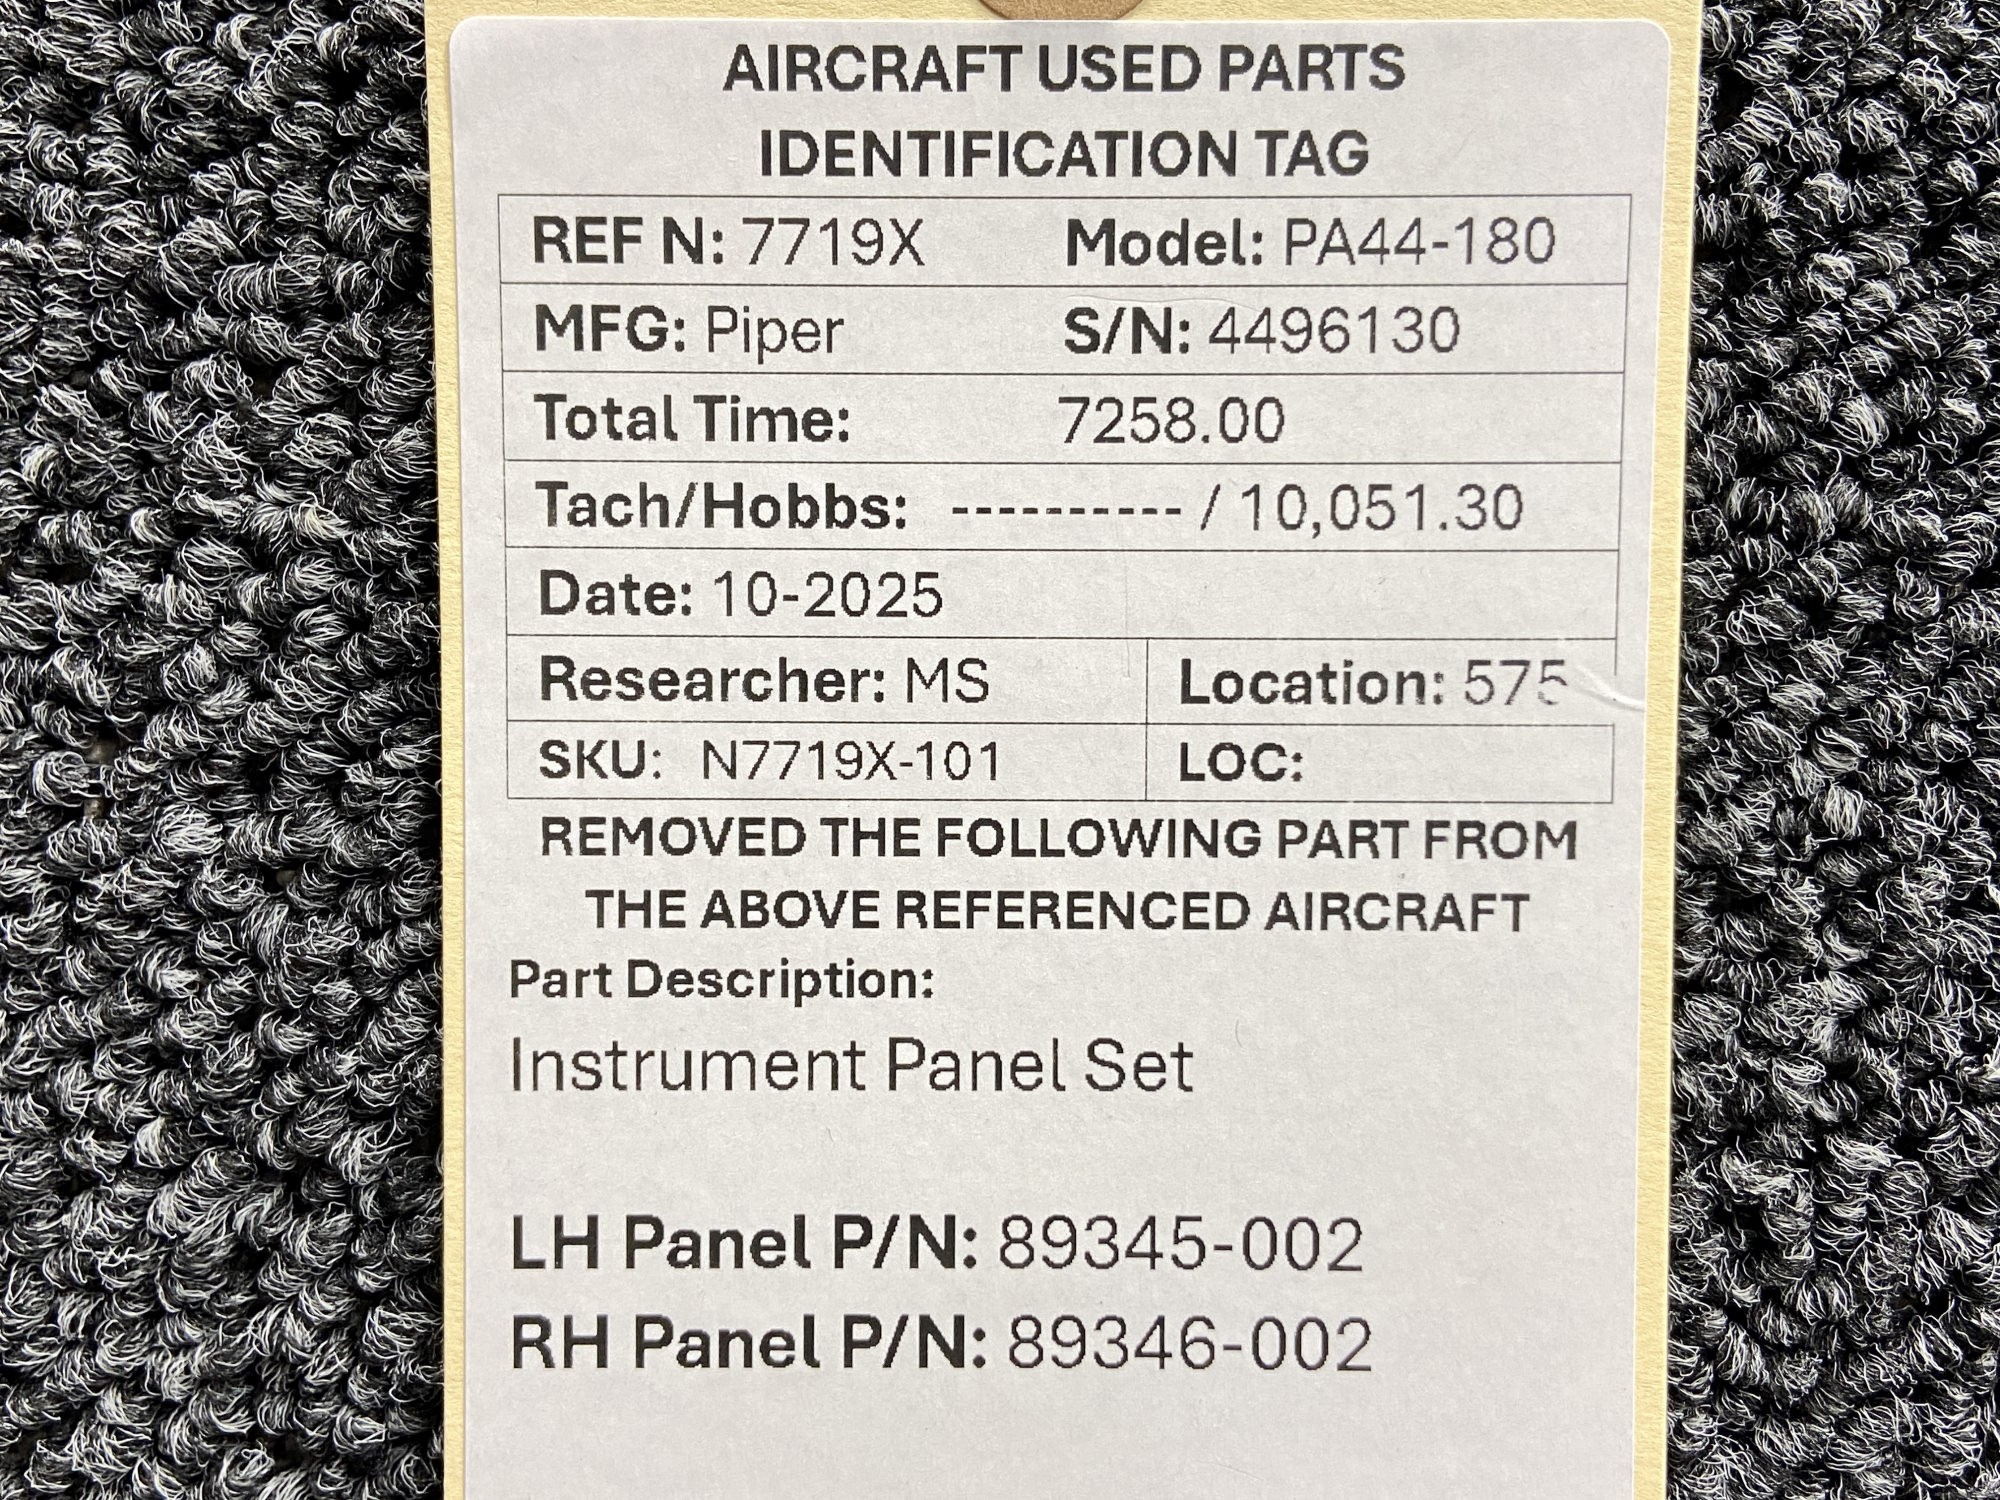 AIRCRAFT USED PARTS
IDENTIFICATION TAG
REF N: 7719X Model: PA44-180
MFG: Piper S/N: 4496130
Total Time: 7258.00
Tach/Hobbs: ---------- / 10,051.30
Date: 10-2025
Researcher: MS Location: 575
SKU: N7719X-101 LOC:
REMOVED THE FOLLOWING PART FROM
THE ABOVE REFERENCED AIRCRAFT
Part Description:
Instrument Panel Set
LH Panel P/N: 89345-002
RH Panel P/N: 89346-002